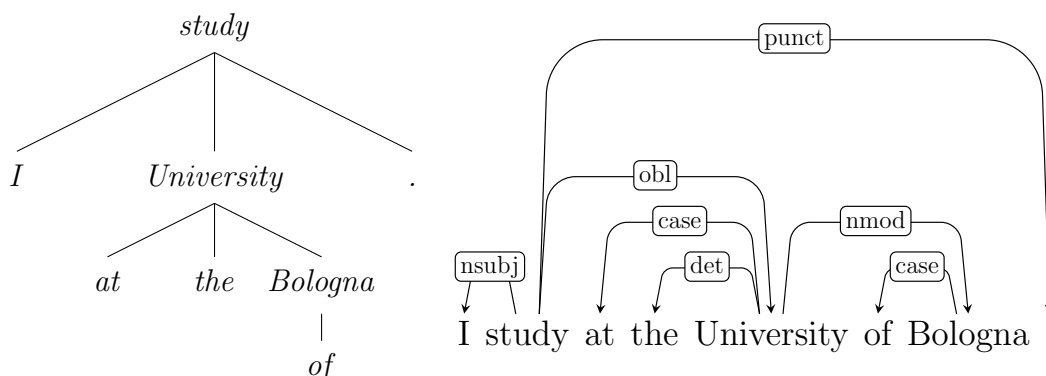 study
I University .
at the Bologna
of
punct
obl
case nmod
nsubj det case
I study at the University of Bologna